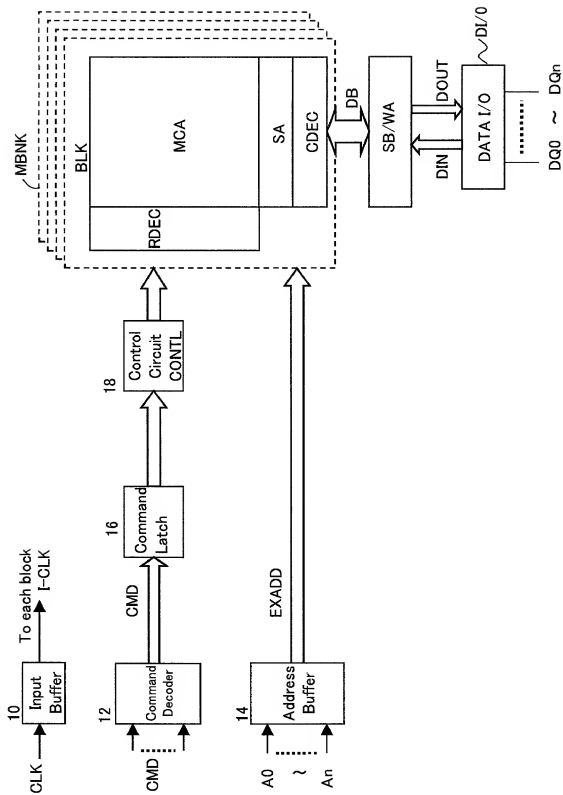 MBNK
BLK
MCA
RDEC
SA
CDEC
DB
SB/WA
DIN
DOUT
DATA I/O
DI/O
DQ0 ~ DQn
To each block
I-CLK
CLK
10
Input
Buffer
CMD
12
Command
Decoder
CMD
16
Command
Latch
18
Control
Circuit
CONTL
A0
~
An
14
Address
Buffer
EXADD